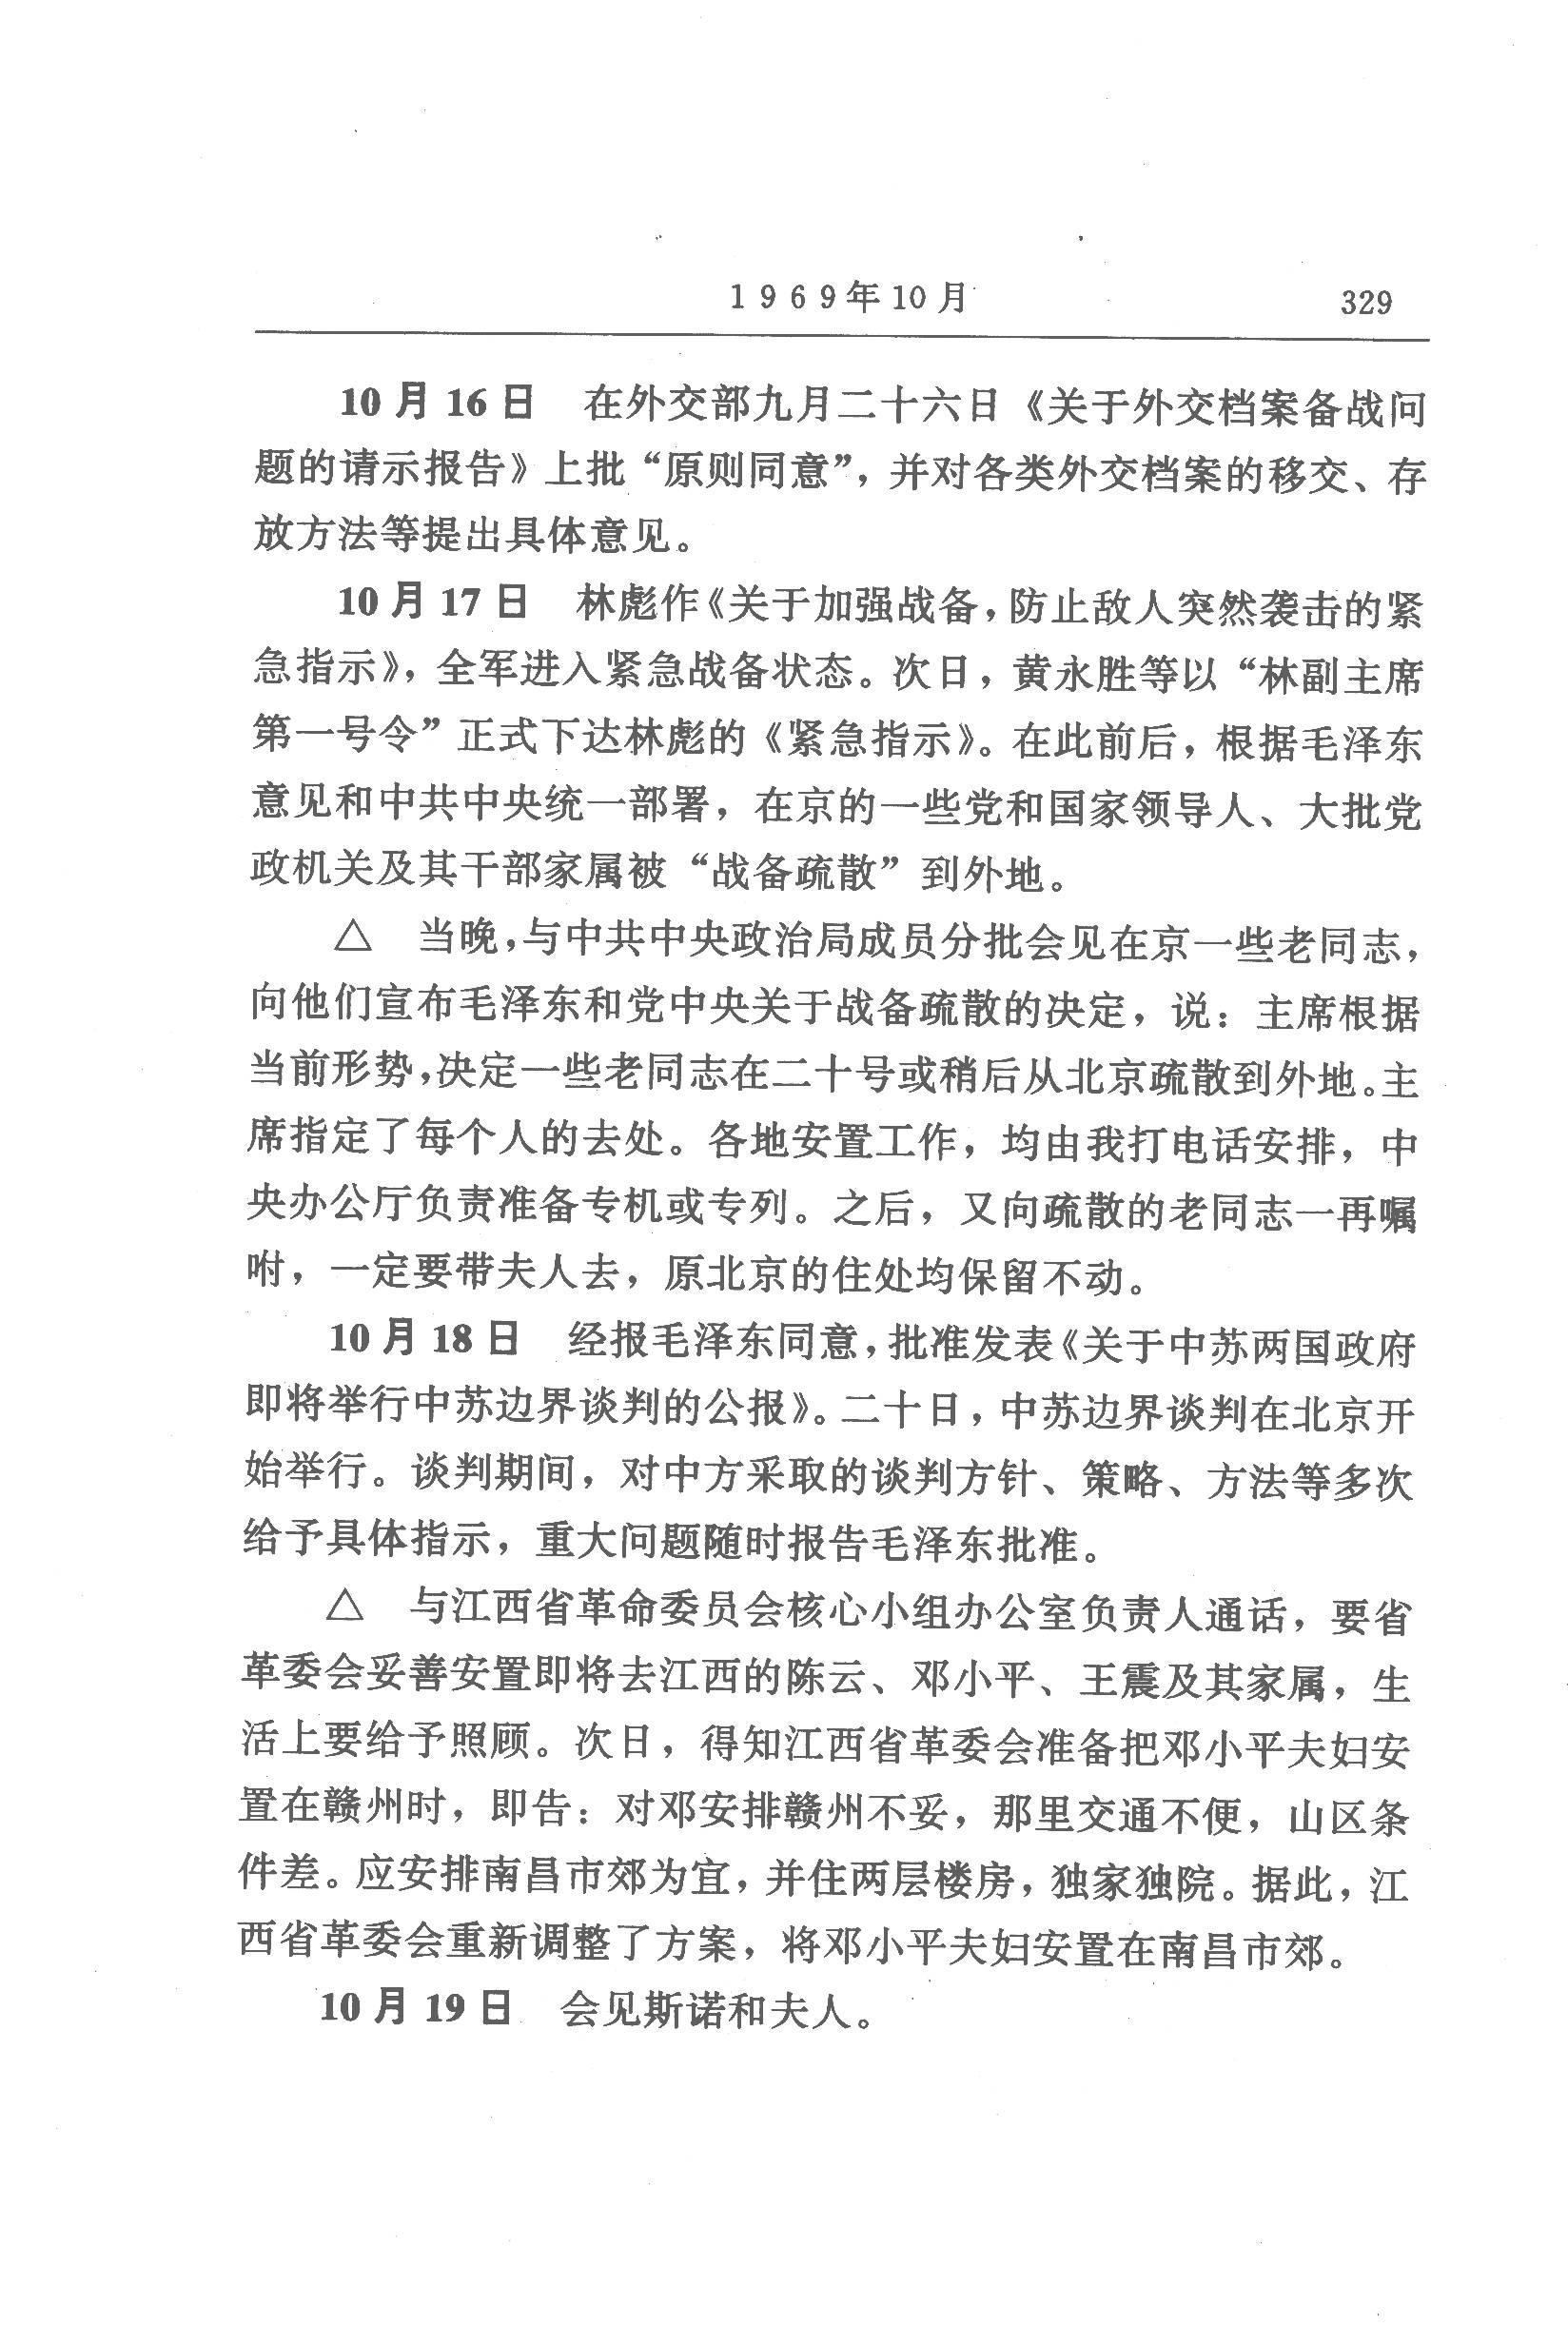 1969年10月 329
10月16日 在外交部九月二十六日《关于外交档案备战问
题的请示报告》上批“原则同意”，并对各类外交档案的移交、存
放方法等提出具体意见。
10月17日 林彪作《关于加强战备，防止敌人突然袭击的紧
急指示》，全军进入紧急战备状态。次日，黄永胜等以“林副主席
第一号令”正式下达林彪的《紧急指示》。在此前后，根据毛泽东
意见和中共中央统一部署，在京的一些党和国家领导人、大批党
政机关及其干部家属被“战备疏散”到外地。
△ 当晚，与中共中央政治局成员分批会见在京一些老同志，
向他们宣布毛泽东和党中央关于战备疏散的决定，说：主席根据
当前形势，决定一些老同志在二十号或稍后从北京疏散到外地。主
席指定了每个人的去处。各地安置工作，均由我打电话安排，中
央办公厅负责准备专机或专列。之后，又向疏散的老同志一再嘱
咐，一定要带夫人去，原北京的住处均保留不动。
10月18日 经报毛泽东同意，批准发表《关于中苏两国政府
即将举行中苏边界谈判的公报》。二十日，中苏边界谈判在北京开
始举行。谈判期间，对中方采取的谈判方针、策略、方法等多次
给予具体指示，重大问题随时报告毛泽东批准。
△ 与江西省革命委员会核心小组办公室负责人通话，要省
革委会妥善安置即将去江西的陈云、邓小平、王震及其家属，生
活上要给予照顾。次日，得知江西省革委会准备把邓小平夫妇安
置在赣州时，即告：对邓安排赣州不妥，那里交通不便，山区条
件差。应安排南昌市郊为宜，并住两层楼房，独家独院。据此，江
西省革委会重新调整了方案，将邓小平夫妇安置在南昌市郊。
10月19日 会见斯诺和夫人。